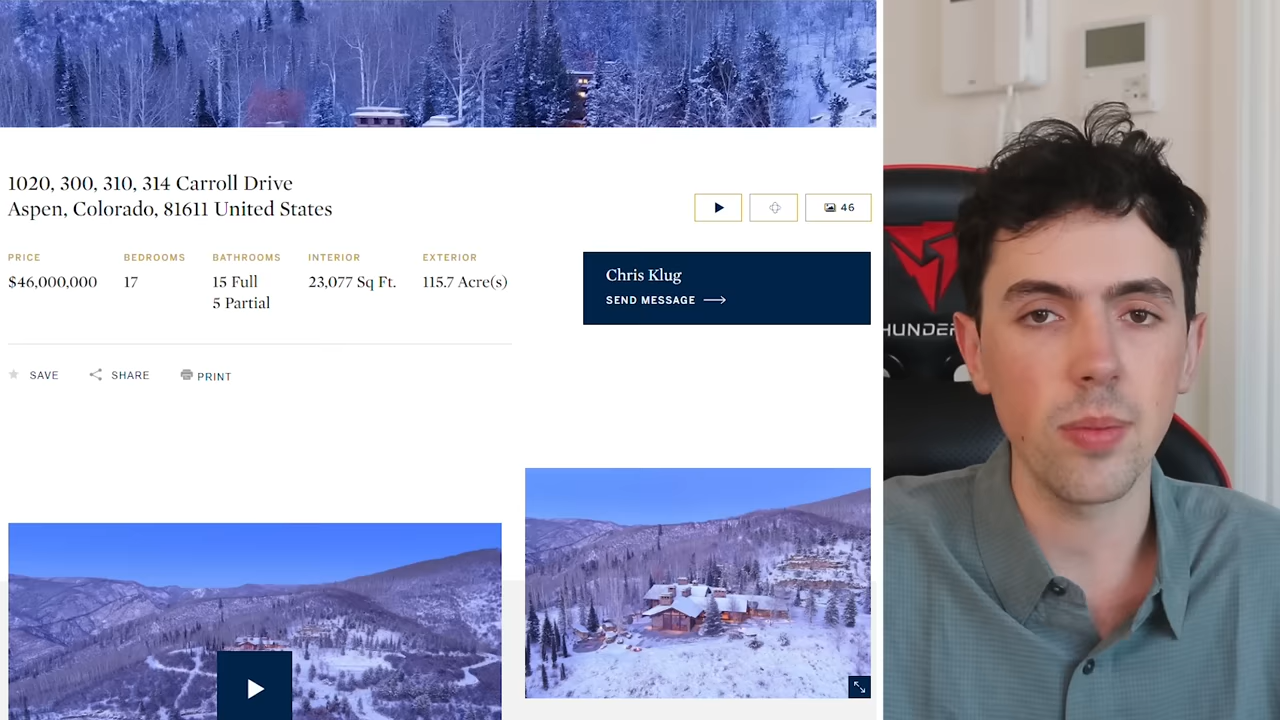 1020, 300, 310, 314 Carroll Drive
Aspen, Colorado, 81611 United States
46
PRICE BEDROOMS BATHROOMS INTERIOR EXTERIOR
$46,000,000 17 15 Full 23,077 Sq Ft. 115.7 Acre(s)
5 Partial
Chris Klug
SEND MESSAGE
SAVE SHARE PRINT
HUNDER